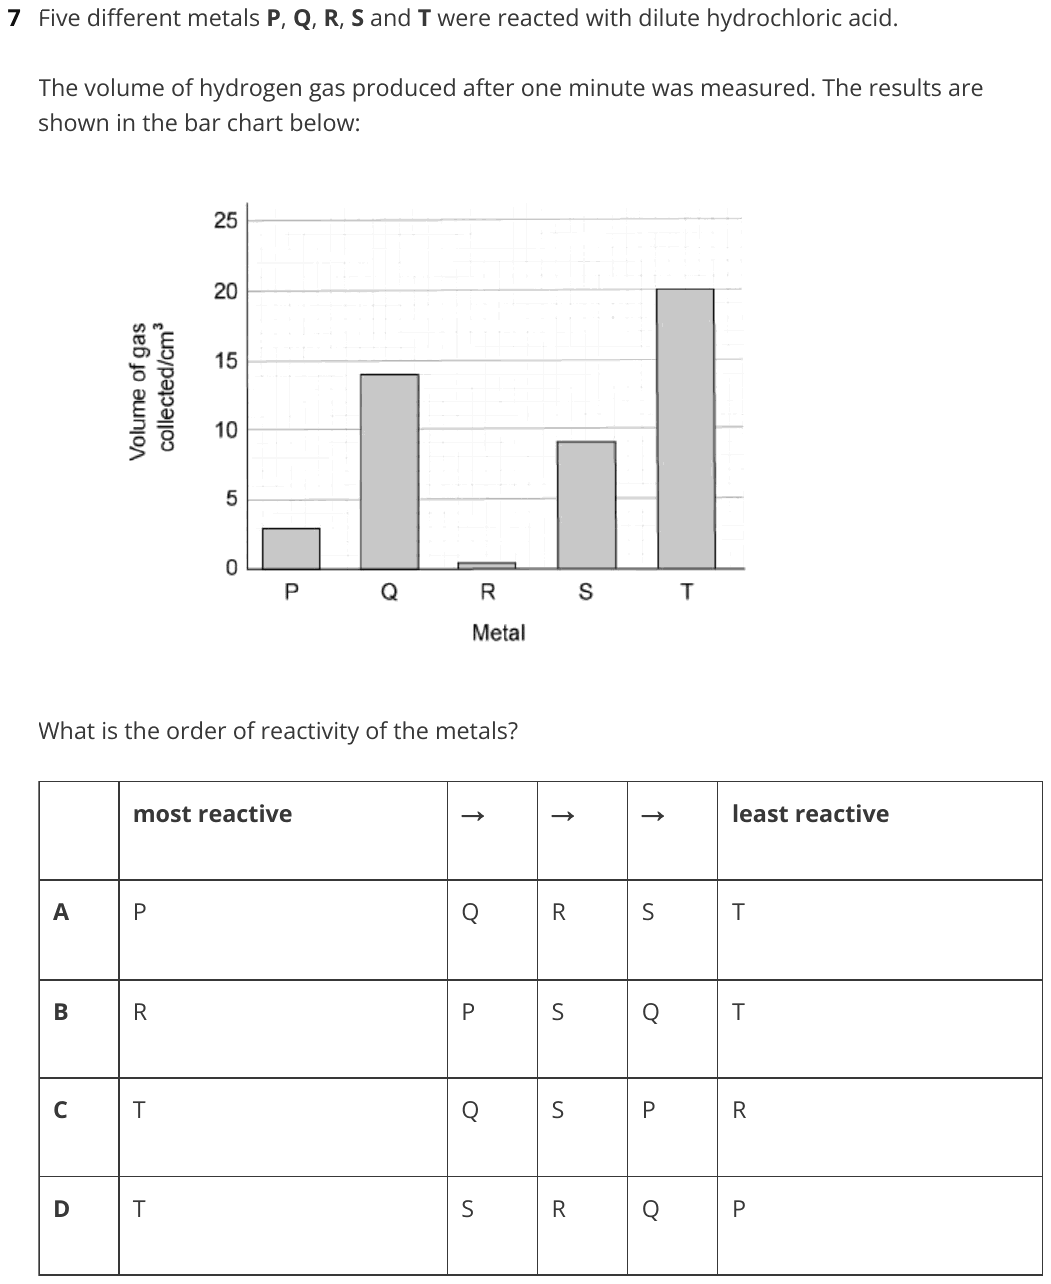 7 Five different metals P, Q, R, S and T were reacted with dilute hydrochloric acid.
The volume of hydrogen gas produced after one minute was measured. The results are
shown in the bar chart below:
25
20
15
10
5
0
Volume of gas
collected/cm³
P Q R S T
Metal
What is the order of reactivity of the metals?
most reactive → → → least reactive
A P Q R S T
B R P S Q T
C T Q S P R
D T S R Q P